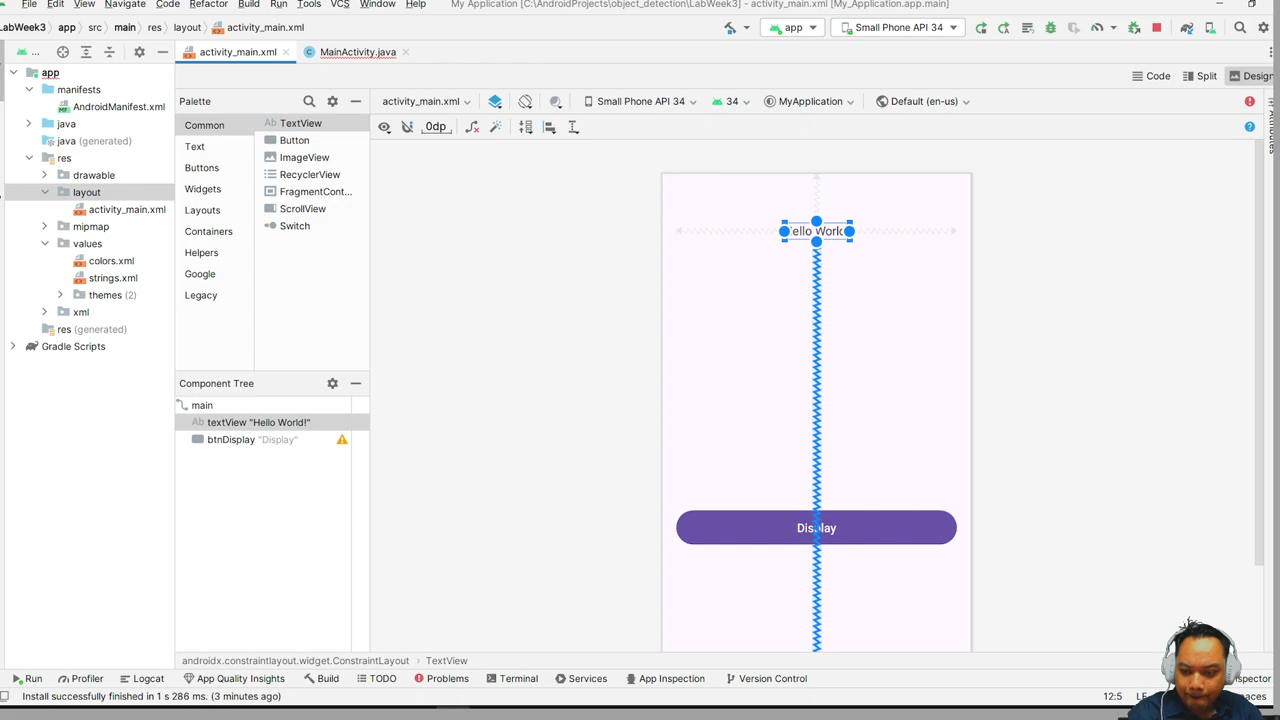 File Edit View Navigate Code Refactor Build Run Tools VCS Window Help My Application [C:\AndroidProjects\object_detection\LabWeek3] - activity_main.xml [My_Application.app.main]
LabWeek3 app src main res layout activity_main.xml app Small Phone API 34
... activity_main.xml MainActivity.java
app
manifests
AndroidManifest.xml
java
java (generated)
res
drawable
layout
activity_main.xml
mipmap
values
colors.xml
strings.xml
themes (2)
xml
res (generated)
Gradle Scripts
Code Split Design
Palette
Common
Text
Buttons
Widgets
Layouts
Containers
Helpers
Google
Legacy
Ab TextView
Button
ImageView
RecyclerView
FragmentCont...
ScrollView
Switch
Component Tree
main
Ab textView "Hello World!"
btnDisplay "Display"
activity_main.xml Small Phone API 34 34 MyApplication Default (en-us)
0dp
Attributes
ello World
Display
androidx.constraintlayout.widget.ConstraintLayout TextView
Run Profiler Logcat App Quality Insights Build TODO Problems Terminal Services App Inspection Version Control
Install successfully finished in 1 s 286 ms. (3 minutes ago) 12:5